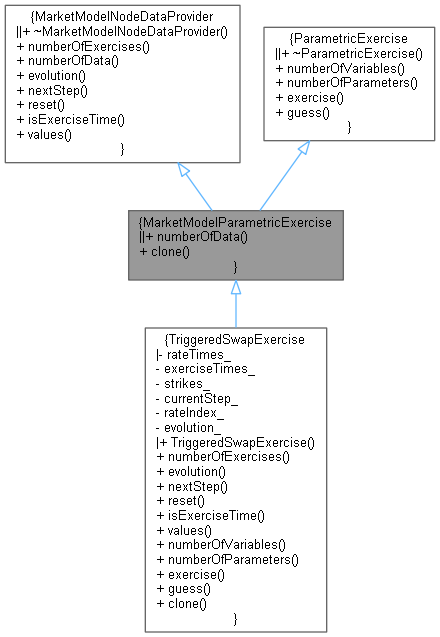 {MarketModelNodeDataProvider
||+ ~MarketModelNodeDataProvider()
+ numberOfExercises()
+ numberOfData()
+ evolution()
+ nextStep()
+ reset()
+ isExerciseTime()
+ values()
}
{ParametricExercise
||+ ~ParametricExercise()
+ numberOfVariables()
+ numberOfParameters()
+ exercise()
+ guess()
}
{MarketModelParametricExercise
||+ numberOfData()
+ clone()
}
{TriggeredSwapExercise
|- rateTimes_
- exerciseTimes_
- strikes_
- currentStep_
- rateIndex_
- evolution_
|+ TriggeredSwapExercise()
+ numberOfExercises()
+ evolution()
+ nextStep()
+ reset()
+ isExerciseTime()
+ values()
+ numberOfVariables()
+ numberOfParameters()
+ exercise()
+ guess()
+ clone()
}